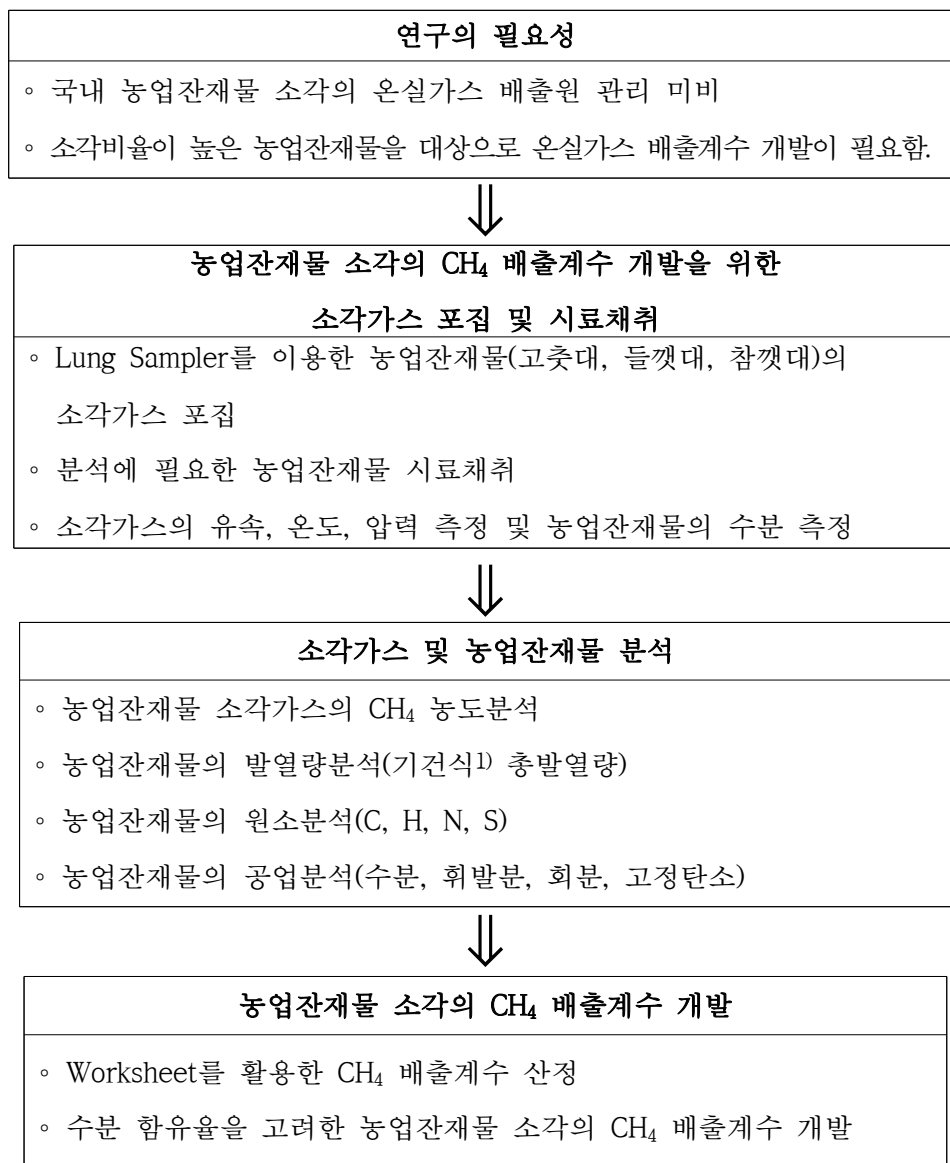 연구의 필요성
◦ 국내 농업잔재물 소각의 온실가스 배출원 관리 미비
◦ 소각비율이 높은 농업잔재물을 대상으로 온실가스 배출계수 개발이 필요함.
농업잔재물 소각의 CH₄ 배출계수 개발을 위한
소각가스 포집 및 시료채취
◦ Lung Sampler를 이용한 농업잔재물(고춧대, 들깻대, 참깻대)의
소각가스 포집
◦ 분석에 필요한 농업잔재물 시료채취
◦ 소각가스의 유속, 온도, 압력 측정 및 농업잔재물의 수분 측정
소각가스 및 농업잔재물 분석
◦ 농업잔재물 소각가스의 CH₄ 농도분석
◦ 농업잔재물의 발열량분석(기건식¹⁾ 총발열량)
◦ 농업잔재물의 원소분석(C, H, N, S)
◦ 농업잔재물의 공업분석(수분, 휘발분, 회분, 고정탄소)
농업잔재물 소각의 CH₄ 배출계수 개발
◦ Worksheet를 활용한 CH₄ 배출계수 산정
◦ 수분 함유율을 고려한 농업잔재물 소각의 CH₄ 배출계수 개발